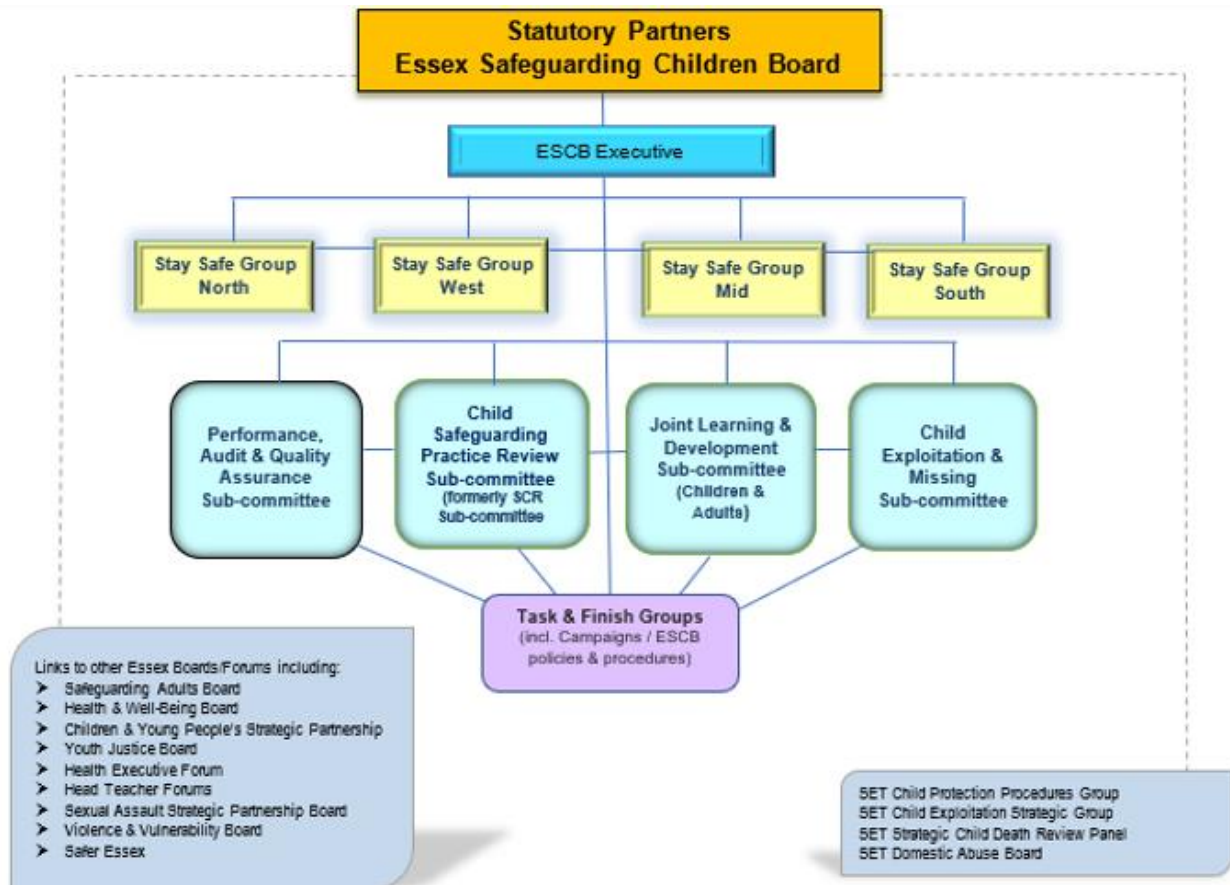 Statutory Partners
Essex Safeguarding Children Board
ESCB Executive
Stay Safe Group
North
Stay Safe Group
West
Stay Safe Group
Mid
Stay Safe Group
South
Performance,
Audit & Quality
Assurance
Sub-committee
Child
Safeguarding
Practice Review
Sub-committee
(formerly SCR
Sub-committee
Joint Learning &
Development
Sub-committee
(Children &
Adults)
Child
Exploitation &
Missing
Sub-committee
Task & Finish Groups
(incl. Campaigns / ESCB
policies & procedures)
Links to other Essex Boards/Forums including:
➤ Safeguarding Adults Board
➤ Health & Well-Being Board
➤ Children & Young People's Strategic Partnership
➤ Youth Justice Board
➤ Health Executive Forum
➤ Head Teacher Forums
➤ Sexual Assault Strategic Partnership Board
➤ Violence & Vulnerability Board
➤ Safer Essex
SET Child Protection Procedures Group
SET Child Exploitation Strategic Group
SET Strategic Child Death Review Panel
SET Domestic Abuse Board